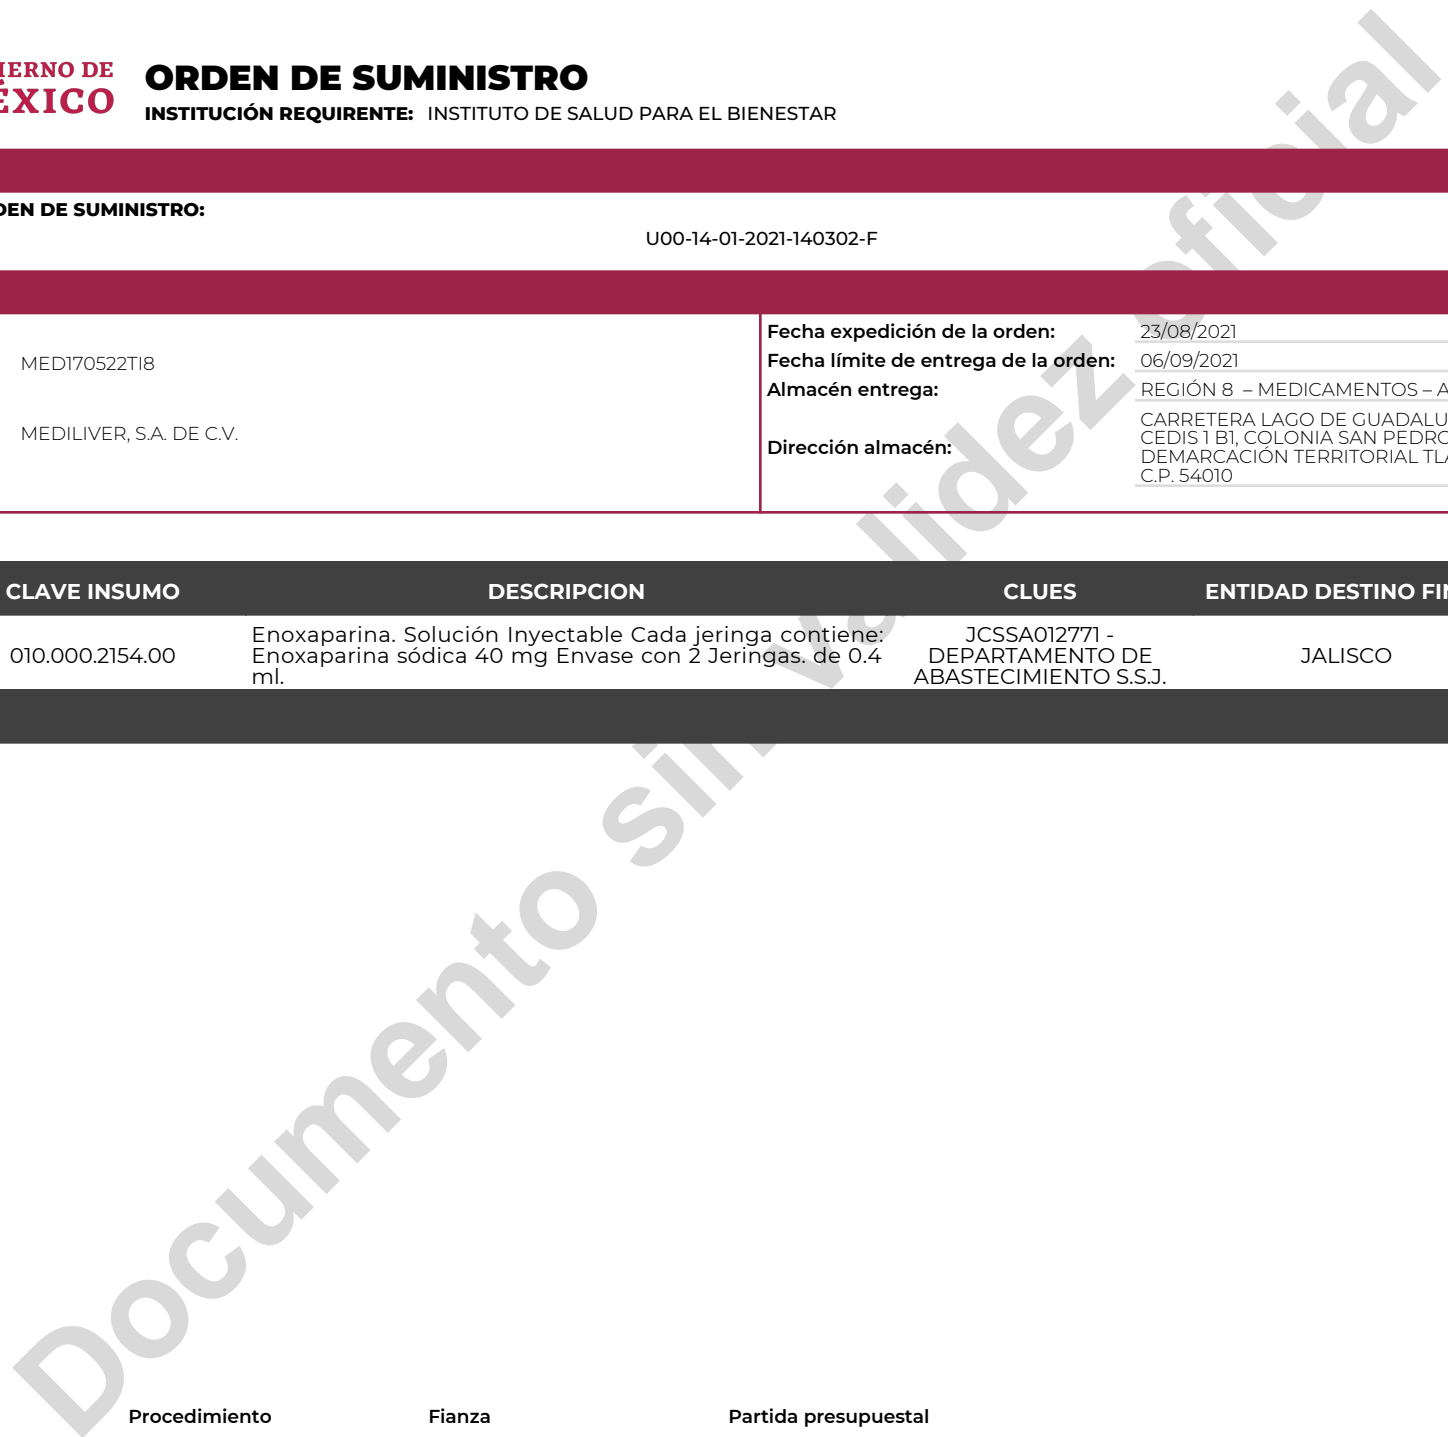 IERNO DE
ÉXICO
ORDEN DE SUMINISTRO
INSTITUCIÓN REQUIRENTE: INSTITUTO DE SALUD PARA EL BIENESTAR
DEN DE SUMINISTRO:
U00-14-01-2021-140302-F
MED170522TI8
MEDILIVER, S.A. DE C.V.
Fecha expedición de la orden: 23/08/2021
Fecha límite de entrega de la orden: 06/09/2021
Almacén entrega: REGIÓN 8 – MEDICAMENTOS – A
Dirección almacén:
CARRETERA LAGO DE GUADALU
CEDIS 1 B1, COLONIA SAN PEDRO
DEMARCACIÓN TERRITORIAL TLA
C.P. 54010
CLAVE INSUMO DESCRIPCION CLUES ENTIDAD DESTINO FIN
010.000.2154.00
Enoxaparina. Solución Inyectable Cada jeringa contiene:
Enoxaparina sódica 40 mg Envase con 2 Jeringas. de 0.4
ml.
JCSSA012771 -
DEPARTAMENTO DE
ABASTECIMIENTO S.S.J.
JALISCO
Documento sin validez oficial
Procedimiento Fianza Partida presupuestal